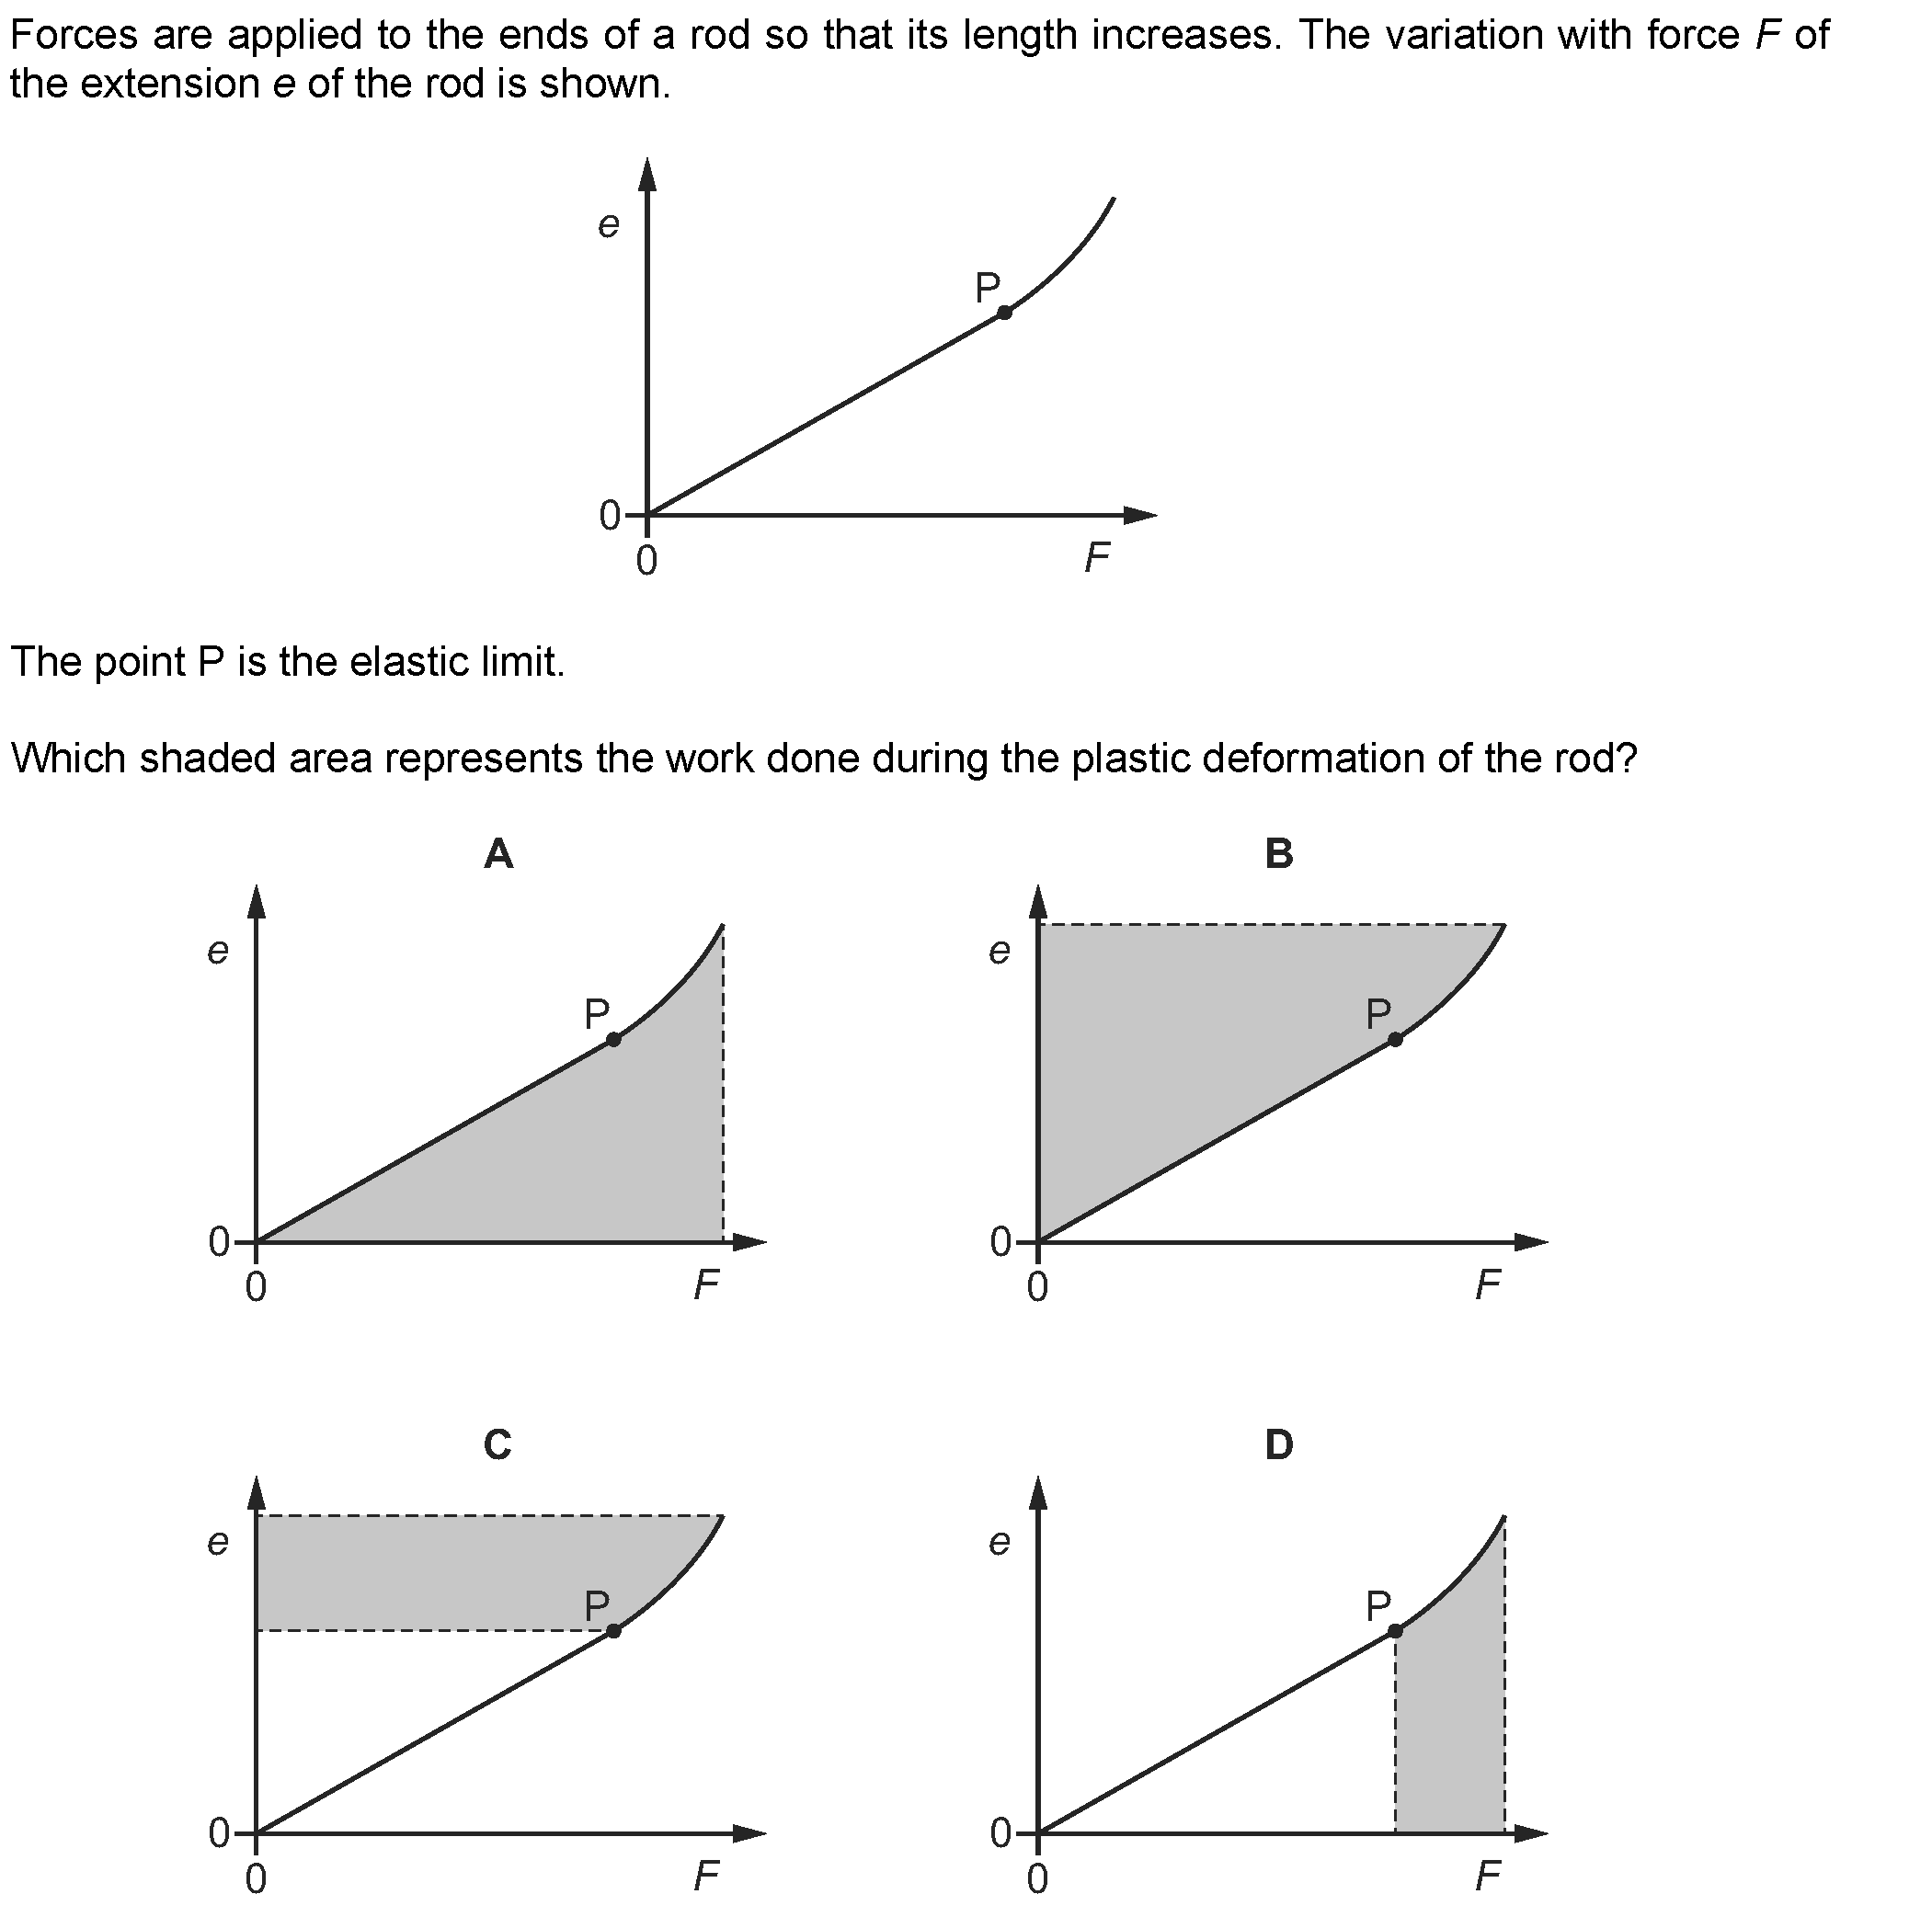 Forces are applied to the ends of a rod so that its length increases. The variation with force F of
the extension e of the rod is shown.
e
P
0
0
F
The point P is the elastic limit.
Which shaded area represents the work done during the plastic deformation of the rod?
A
e
P
0
0
F
B
e
P
0
0
F
C
e
P
0
0
F
D
e
P
0
0
F